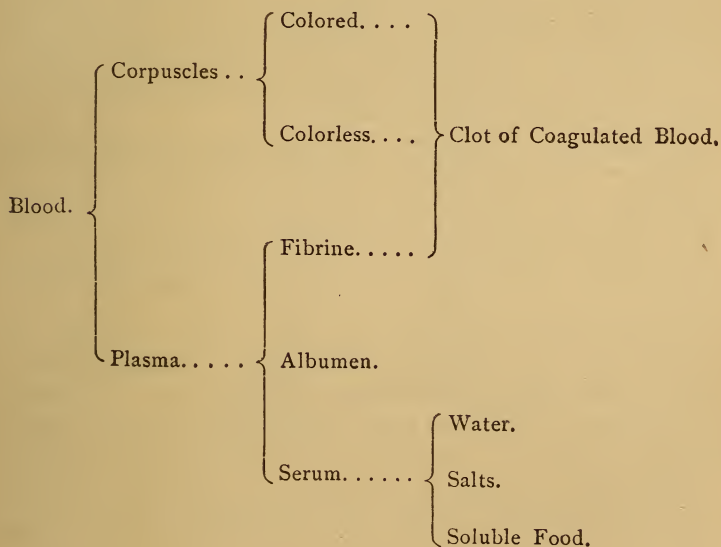 Colored. . . .
Corpuscles . .
Colorless. . . .
Clot of Coagulated Blood.
Blood.
Fibrine. . . . .
Plasma. . . . .
Albumen.
Water.
Serum. . . . . .
Salts.
Soluble Food.